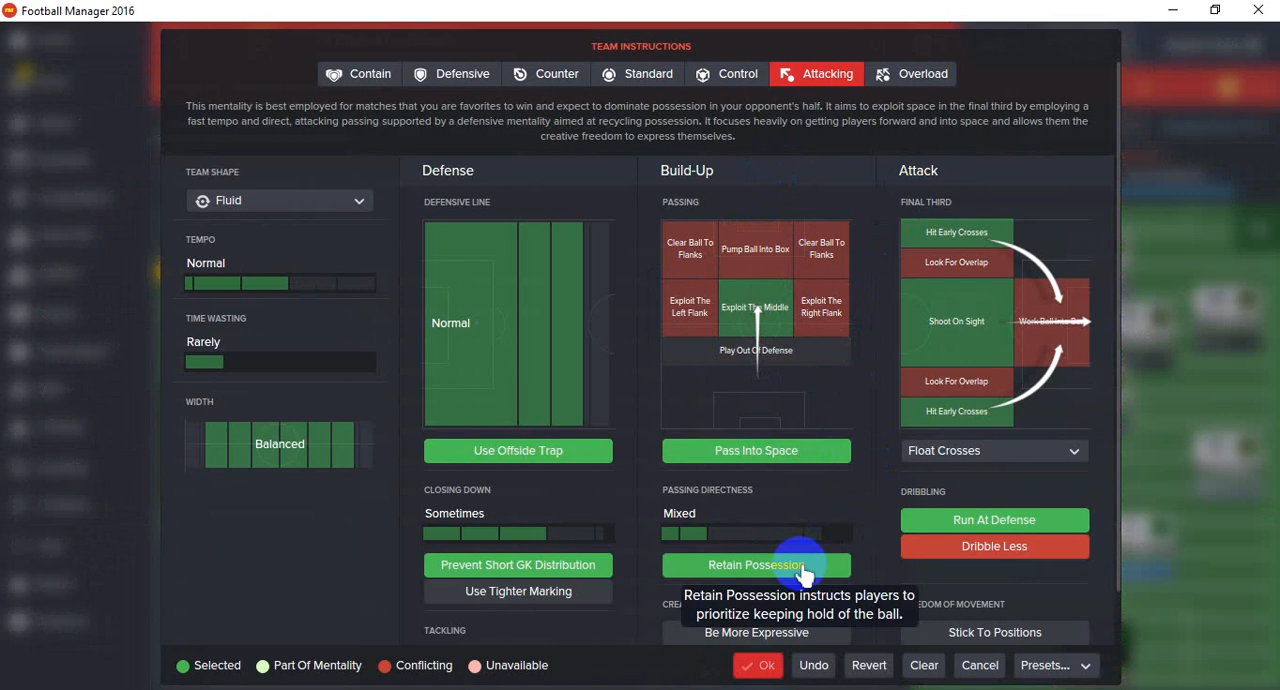 FM Football Manager 2016
TEAM INSTRUCTIONS
Contain Defensive Counter Standard Control Attacking Overload
This mentality is best employed for matches that you are favorites to win and expect to dominate possession in your opponent's half. It aims to exploit space in the final third by employing a
fast tempo and direct, attacking passing supported by a defensive mentality aimed at recycling possession. It focuses heavily on getting players forward and into space and allows them the
creative freedom to express themselves.
TEAM SHAPE
Fluid
TEMPO
Normal
TIME WASTING
Rarely
WIDTH
Balanced
Defense
DEFENSIVE LINE
Normal
Use Offside Trap
CLOSING DOWN
Sometimes
Prevent Short GK Distribution
Use Tighter Marking
TACKLING
Build-Up
PASSING
Clear Ball To
Flanks
Pump Ball Into Box
Clear Ball To
Flanks
Exploit The
Left Flank
Exploit The Middle
Exploit The
Right Flank
Play Out Of Defense
Pass Into Space
PASSING DIRECTNESS
Mixed
Retain Possession
Retain Possession instructs players to
prioritize keeping hold of the ball.
Be More Expressive
Attack
FINAL THIRD
Hit Early Crosses
Look For Overlap
Shoot On Sight
Work Ball Into
Look For Overlap
Hit Early Crosses
Float Crosses
DRIBBLING
Run At Defense
Dribble Less
EDOM OF MOVEMENT
Stick To Positions
Selected Part Of Mentality Conflicting Unavailable
Ok Undo Revert Clear Cancel Presets...